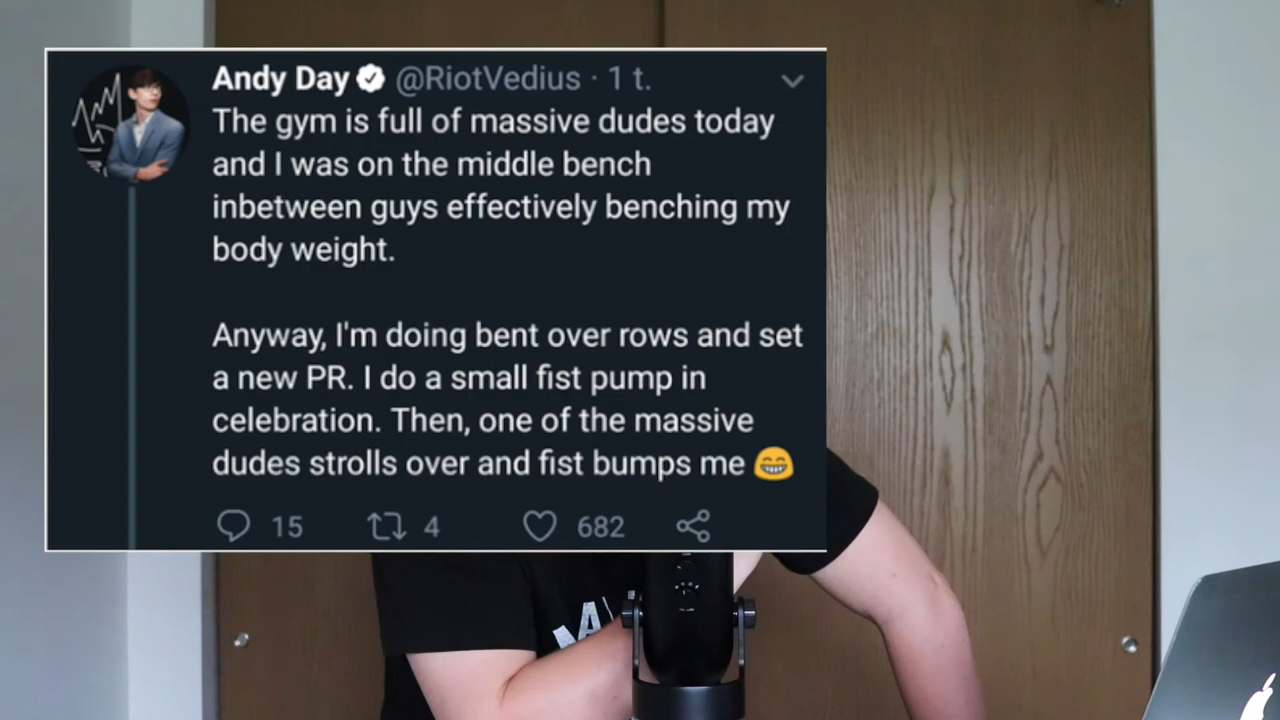 Andy Day @RiotVedius · 1 t.
The gym is full of massive dudes today
and I was on the middle bench
inbetween guys effectively benching my
body weight.
Anyway, I'm doing bent over rows and set
a new PR. I do a small fist pump in
celebration. Then, one of the massive
dudes strolls over and fist bumps me 😁
15 4 682